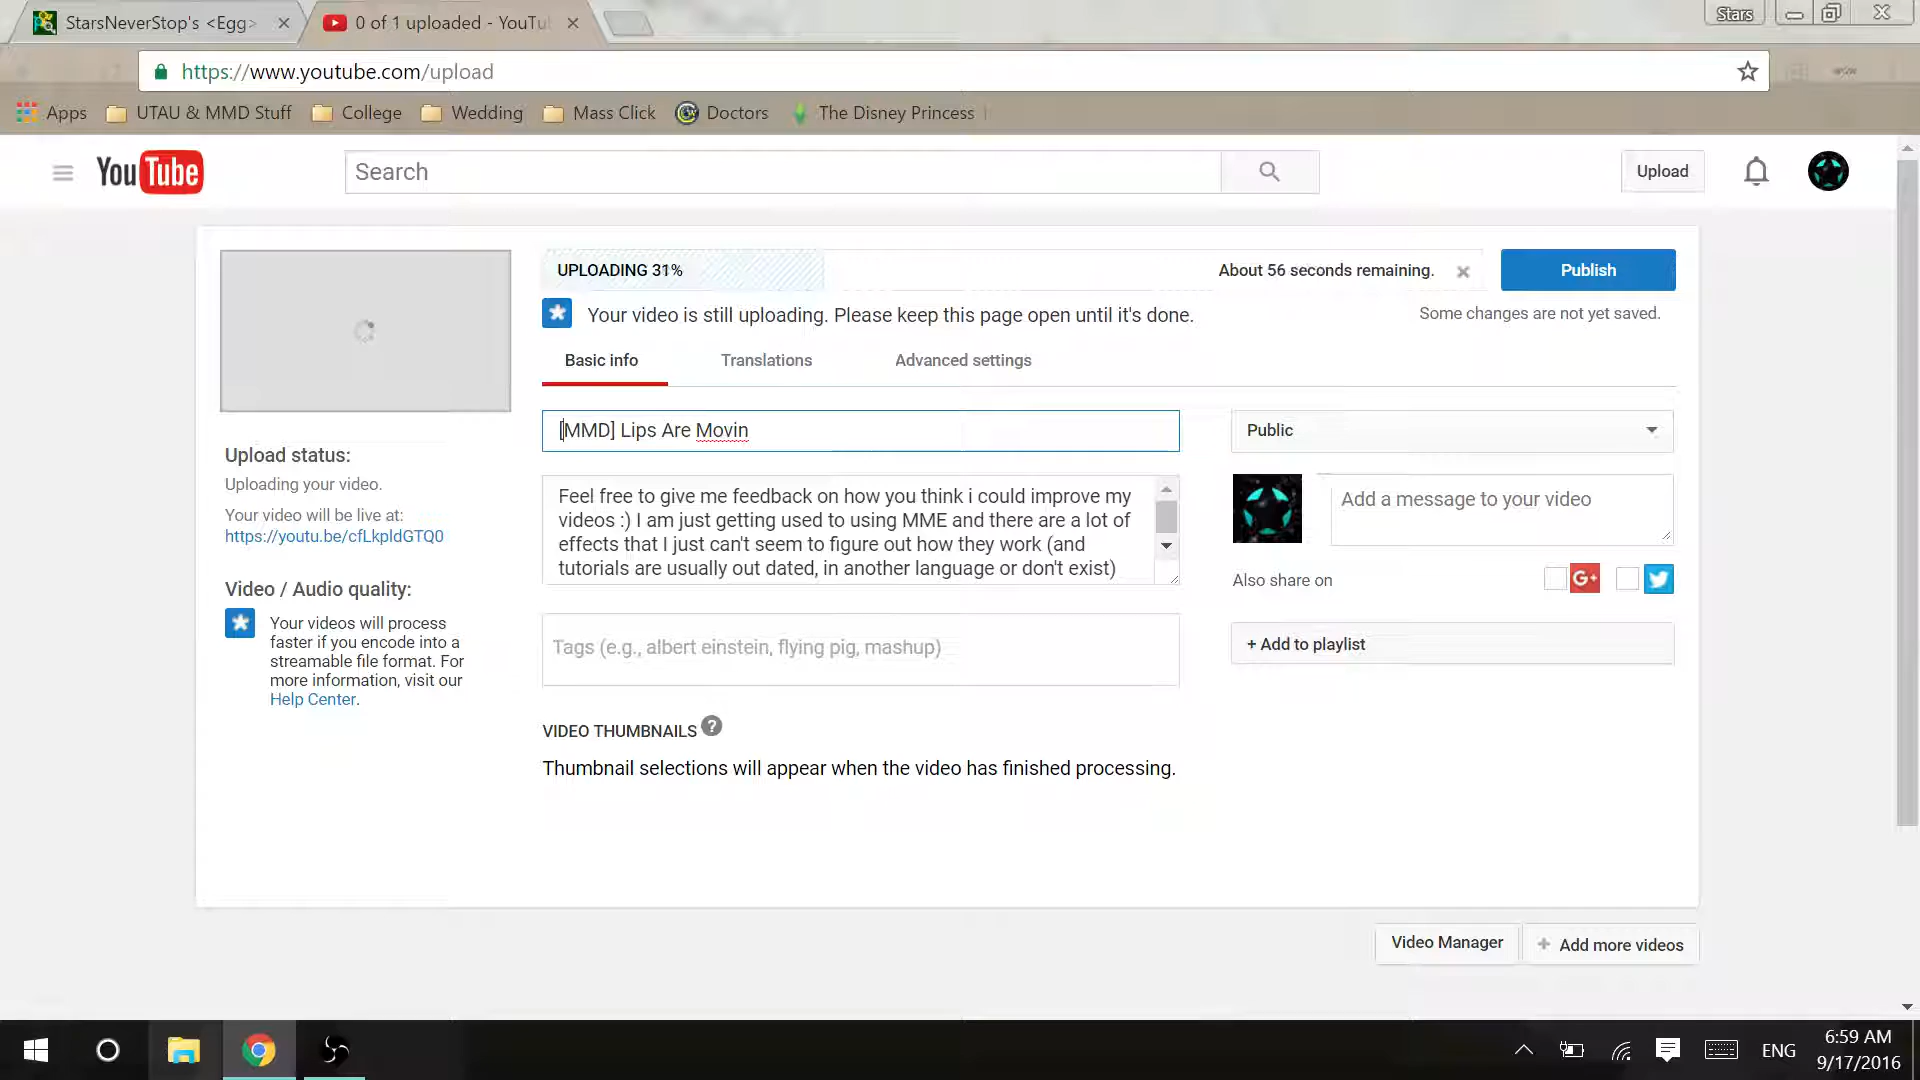 StarsNeverStop's <Egg>
0 of 1 uploaded - YouTu
Stars
https://www.youtube.com/upload
Apps
UTAU & MMD Stuff
College
Wedding
Mass Click
Doctors
The Disney Princess
YouTube
Search
Upload
UPLOADING 31%
About 56 seconds remaining.
Publish
Your video is still uploading. Please keep this page open until it's done.
Some changes are not yet saved.
Basic info
Translations
Advanced settings
[MMD] Lips Are Movin
Public
Upload status:
Uploading your video.
Your video will be live at:
https://youtu.be/cfLkpldGTQ0
Feel free to give me feedback on how you think i could improve my
videos :) I am just getting used to using MME and there are a lot of
effects that I just can't seem to figure out how they work (and
tutorials are usually out dated, in another language or don't exist)
Add a message to your video
Also share on
G+
Video / Audio quality:
Your videos will process
faster if you encode into a
streamable file format. For
more information, visit our
Help Center.
Tags (e.g., albert einstein, flying pig, mashup)
+ Add to playlist
VIDEO THUMBNAILS ?
Thumbnail selections will appear when the video has finished processing.
Video Manager
+ Add more videos
ENG
6:59 AM
9/17/2016